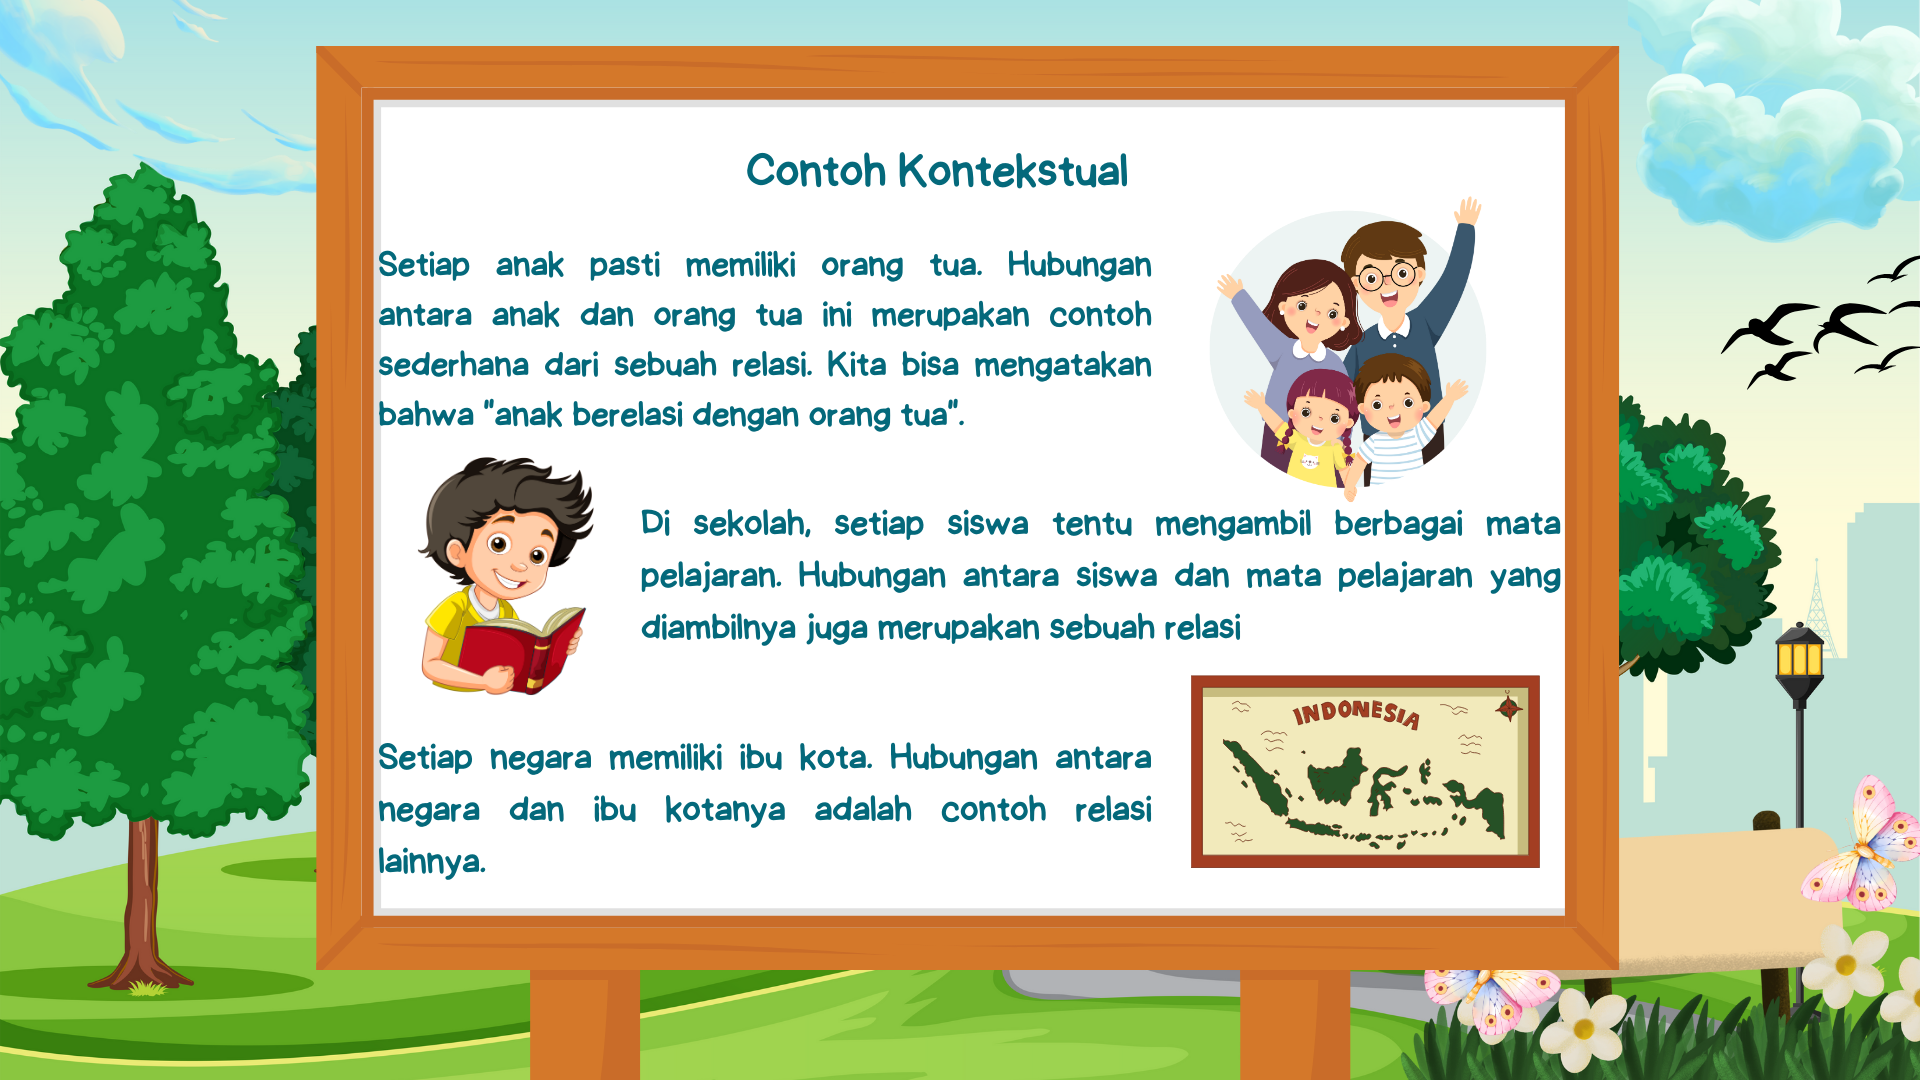 Contoh Kontekstual
Setiap anak pasti memiliki orang tua. Hubungan
antara anak dan orang tua ini merupakan contoh
sederhana dari sebuah relasi. Kita bisa mengatakan
bahwa "anak berelasi dengan orang tua".
Di sekolah, setiap siswa tentu mengambil berbagai mata
pelajaran. Hubungan antara siswa dan mata pelajaran yang
diambilnya juga merupakan sebuah relasi
INDONESIA
Setiap negara memiliki ibu kota. Hubungan antara
negara dan ibu kotanya adalah contoh relasi
lainnya.